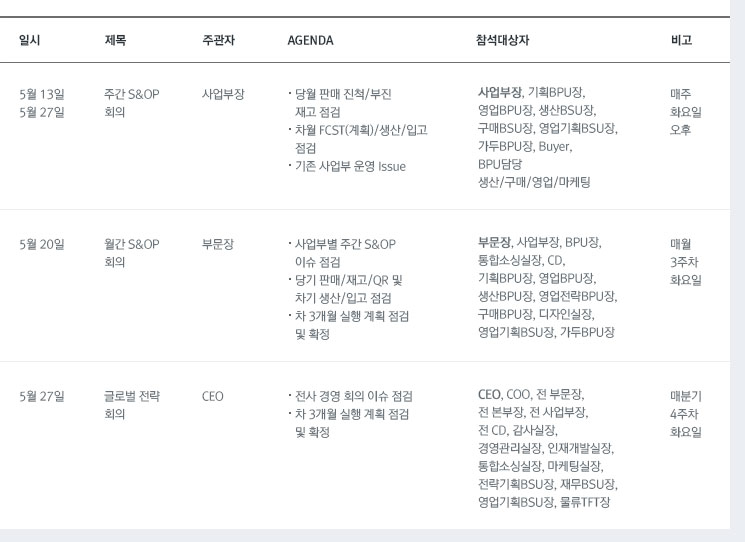 일시 제목 주관자 AGENDA 참석대상자 비고
5월 13일
5월 27일
주간 S&OP
회의
사업부장
· 당월 판매 진척/부진
재고 점검
· 차월 FCST(계획)/생산/입고
점검
· 기존 사업부 운영 Issue
사업부장, 기획BPU장,
영업BPU장, 생산BSU장,
구매BSU장, 영업기획BSU장,
가두BPU장, Buyer,
BPU담당
생산/구매/영업/마케팅
매주
화요일
오후
5월 20일
월간 S&OP
회의
부문장
· 사업부별 주간 S&OP
이슈 점검
· 당기 판매/재고/QR 및
차기 생산/입고 점검
· 차 3개월 실행 계획 점검
및 확정
부문장, 사업부장, BPU장,
통합소싱실장, CD,
기획BPU장, 영업BPU장,
생산BPU장, 영업전략BPU장,
구매BPU장, 디자인실장,
영업기획BSU장, 가두BPU장
매월
3주차
화요일
5월 27일
글로벌 전략
회의
CEO
· 전사 경영 회의 이슈 점검
· 차 3개월 실행 계획 점검
및 확정
CEO, COO, 전 부문장,
전 본부장, 전 사업부장,
전 CD, 감사실장,
경영관리실장, 인재개발실장,
통합소싱실장, 마케팅실장,
전략기획BSU장, 재무BSU장,
영업기획BSU장, 물류TFT장
매분기
4주차
화요일